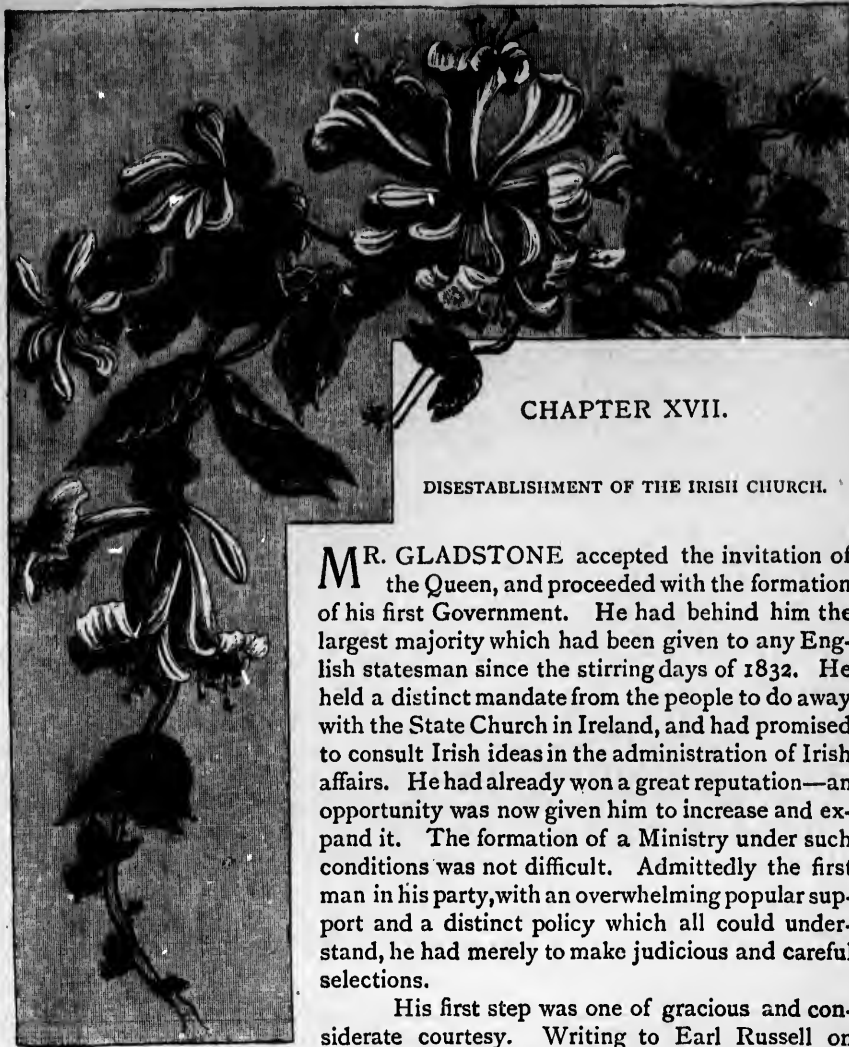 CHAPTER XVII.
DISESTABLISHMENT OF THE IRISH CHURCH.
MR. GLADSTONE accepted the invitation of
the Queen, and proceeded with the formation
of his first Government. He had behind him the
largest majority which had been given to any Eng-
lish statesman since the stirring days of 1832. He
held a distinct mandate from the people to do away
with the State Church in Ireland, and had promised
to consult Irish ideas in the administration of Irish
affairs. He had already won a great reputation—an
opportunity was now given him to increase and ex-
pand it. The formation of a Ministry under such
conditions was not difficult. Admittedly the first
man in his party, with an overwhelming popular sup-
port and a distinct policy which all could under-
stand, he had merely to make judicious and careful
selections.
His first step was one of gracious and con-
siderate courtesy. Writing to Earl Russell on